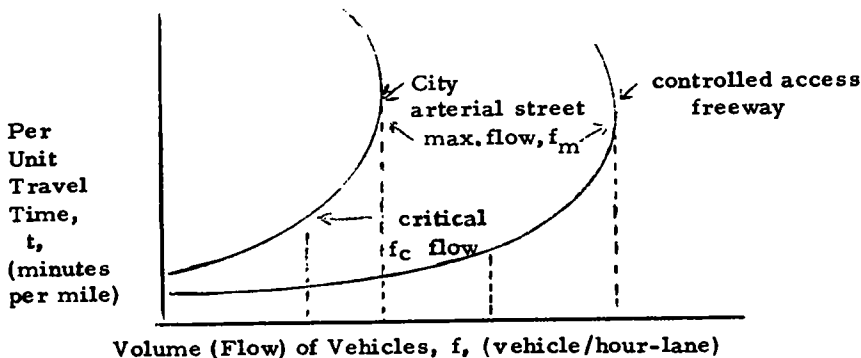 City
arterial street
max. flow, f_m
controlled access
freeway
Per
Unit
Travel
Time,
t,
(minutes
per mile)
critical
f_c flow
Volume (Flow) of Vehicles, f, (vehicle/hour-lane)